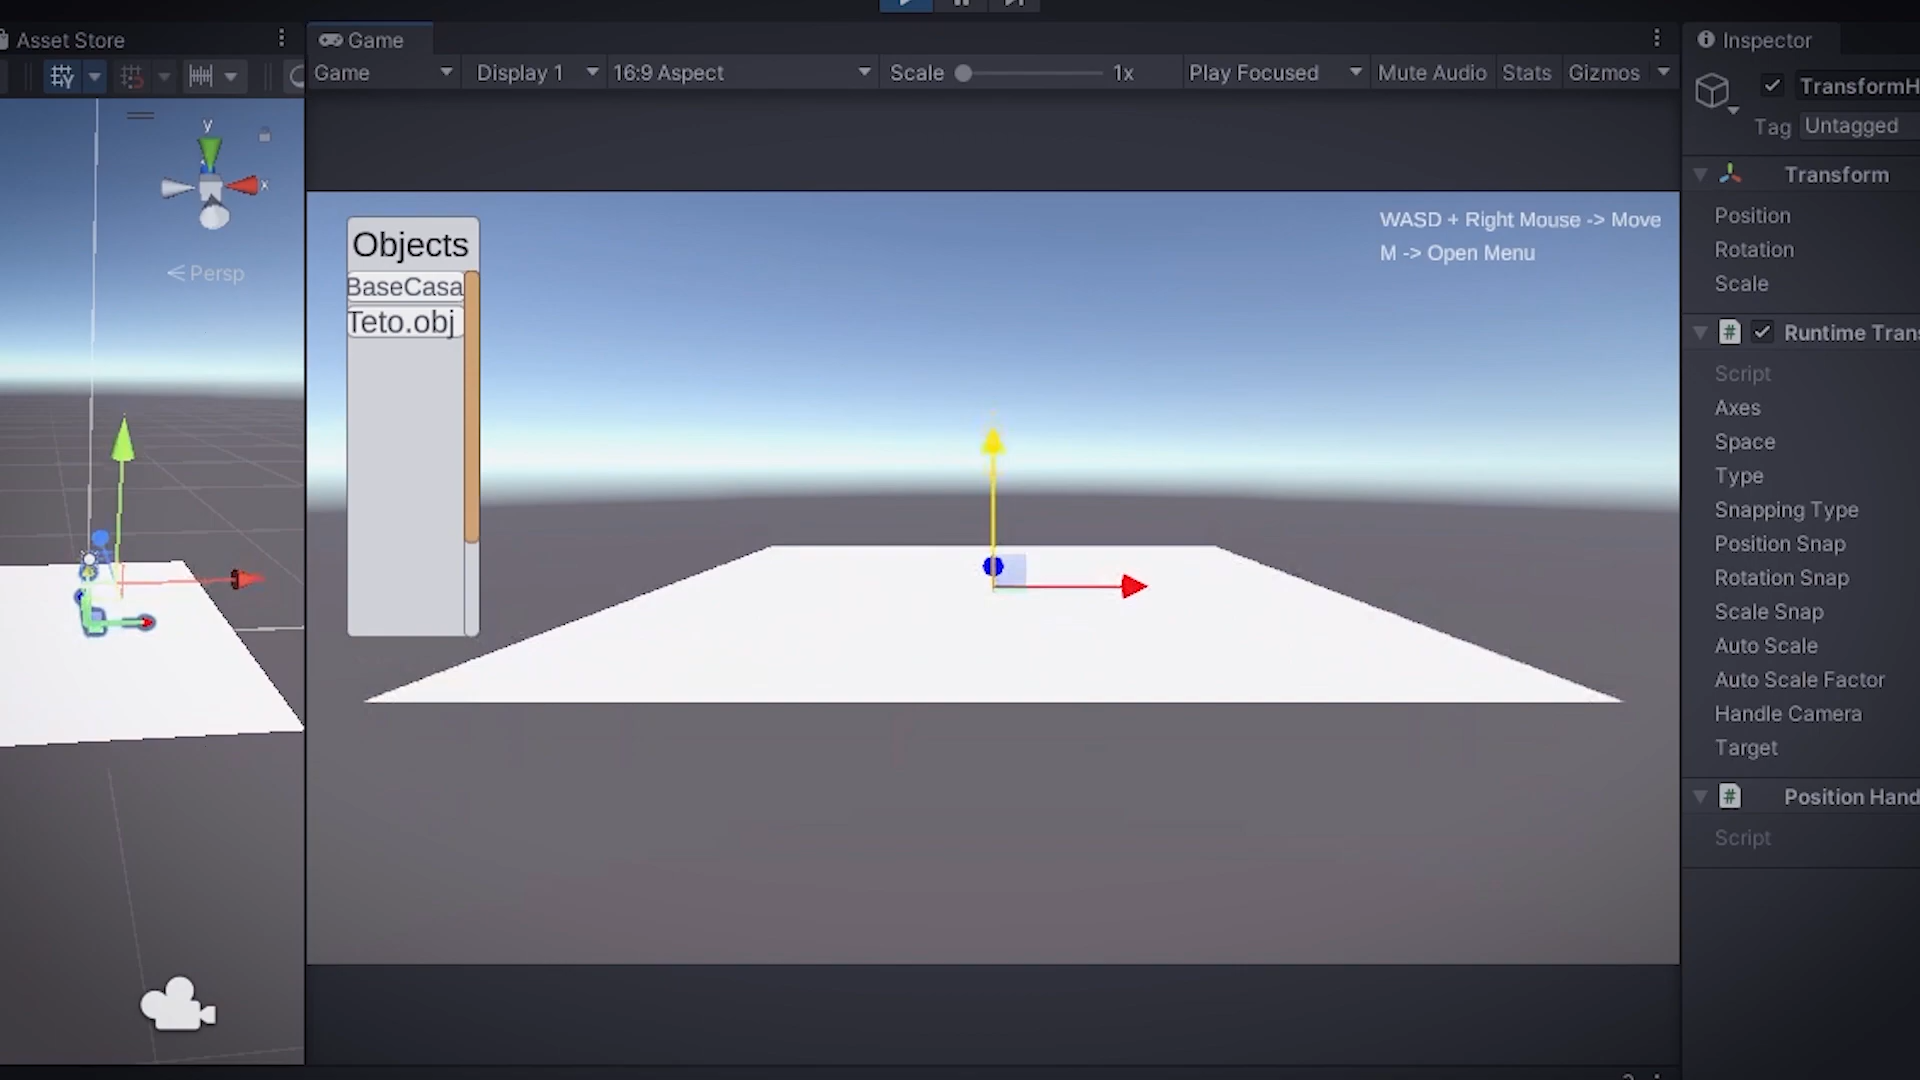 Asset Store
Game
Inspector
Game
Display 1
16:9 Aspect
Scale
1x
Play Focused
Mute Audio
Stats
Gizmos
TransformH
Tag
Untagged
y
x
Persp
Objects
BaseCasa
Teto.obj
WASD + Right Mouse -> Move
M -> Open Menu
Transform
Position
Rotation
Scale
# Runtime Trans
Script
Axes
Space
Type
Snapping Type
Position Snap
Rotation Snap
Scale Snap
Auto Scale
Auto Scale Factor
Handle Camera
Target
# Position Hand
Script